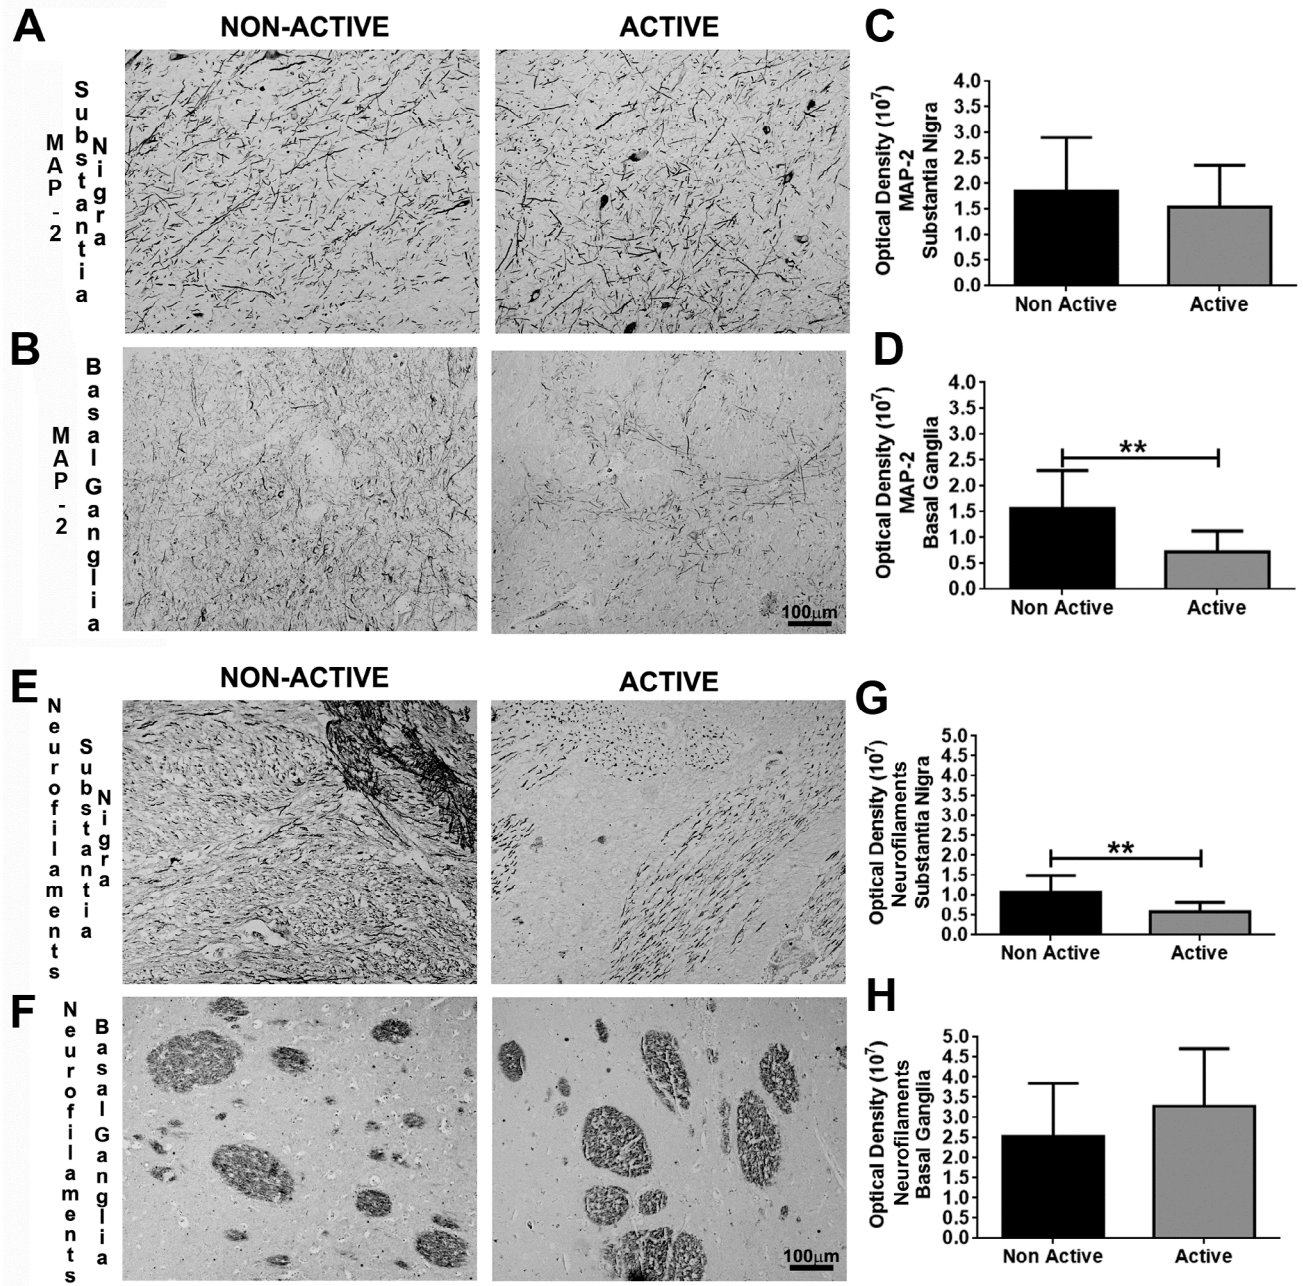 A
NON-ACTIVE
ACTIVE
MAP-2
Substantia
Nigra
C
4.0
3.5
3.0
2.5
2.0
1.5
1.0
0.5
0.0
Optical Density (10⁷)
MAP-2
Substantia Nigra
Non Active
Active
B
MAP-2
Basal Ganglia
100µm
D
4.0
3.5
3.0
2.5
2.0
1.5
1.0
0.5
0.0
Optical Density (10⁷)
MAP-2
Basal Ganglia
**
Non Active
Active
E
NON-ACTIVE
ACTIVE
Neurofilaments
Substantia
Nigra
G
5.0
4.5
4.0
3.5
3.0
2.5
2.0
1.5
1.0
0.5
0.0
Optical Density (10⁷)
Neurofilaments
Substantia Nigra
**
Non Active
Active
F
Neurofilaments
Basal Ganglia
100µm
H
5.0
4.5
4.0
3.5
3.0
2.5
2.0
1.5
1.0
0.5
0.0
Optical Density (10⁷)
Neurofilaments
Basal Ganglia
Non Active
Active